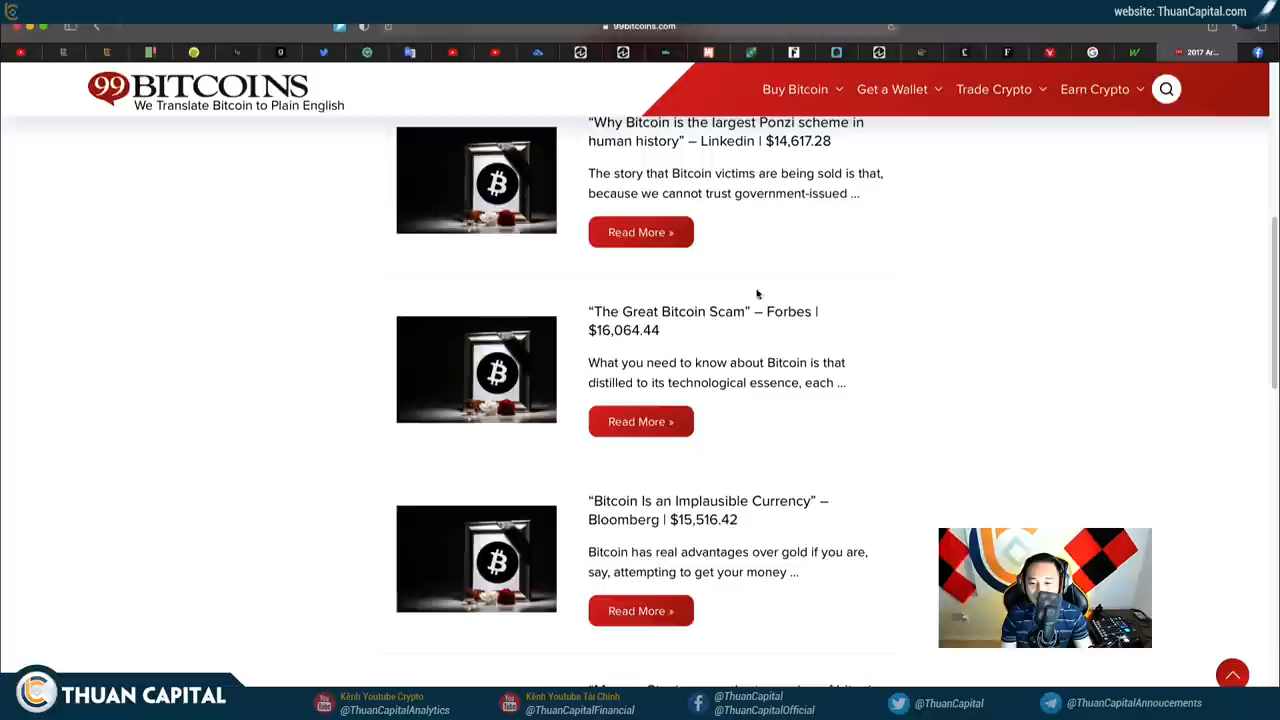 website: ThuanCapital.com
99bitcoins.com
2017 Ar...
99 BITCOINS
We Translate Bitcoin to Plain English
Buy Bitcoin
Get a Wallet
Trade Crypto
Earn Crypto
“Why Bitcoin is the largest Ponzi scheme in
human history” – Linkedin | $14,617.28
The story that Bitcoin victims are being sold is that,
because we cannot trust government-issued ...
Read More »
“The Great Bitcoin Scam” – Forbes |
$16,064.44
What you need to know about Bitcoin is that
distilled to its technological essence, each ...
Read More »
“Bitcoin Is an Implausible Currency” –
Bloomberg | $15,516.42
Bitcoin has real advantages over gold if you are,
say, attempting to get your money ...
Read More »
THUAN CAPITAL
Kênh Youtube Crypto
@ThuanCapitalAnalytics
Kênh Youtube Tài Chính
@ThuanCapitalFinancial
@ThuanCapital
@ThuanCapitalOfficial
@ThuanCapital
@ThuanCapitalAnnoucements